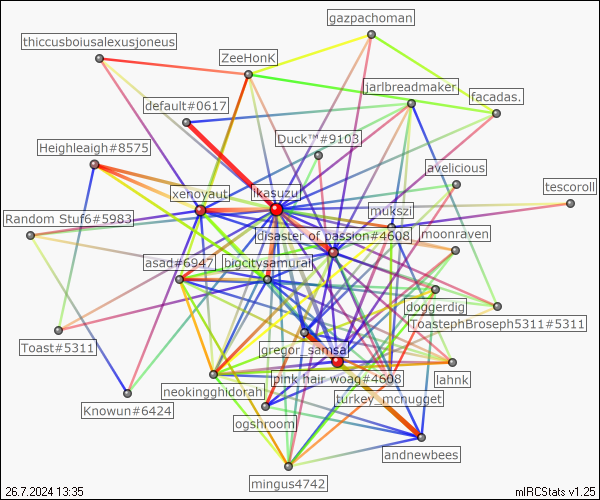 gazpachoman
thiccusboiusalexusjoneus
ZeeHonK
jarlbreadmaker
facadas.
default#0617
Duck™#9103
Heighleaigh#8575
avelicious
tescoroll
xenoyaut
ikasuzu
mukszi
Random Stuf6#5983
disaster of passion#4608
moonraven
asad#6947
bigcitysamurai
doggerdig
ToastephBroseph5311#5311
Toast#5311
gregor_samsa
pink hair woag#4608
lahnk
neokingghidorah
turkey_mcnugget
Knowun#6424
ogshroom
andnewbees
mingus4742
26.7.2024 13:35
mIRCStats v1.25